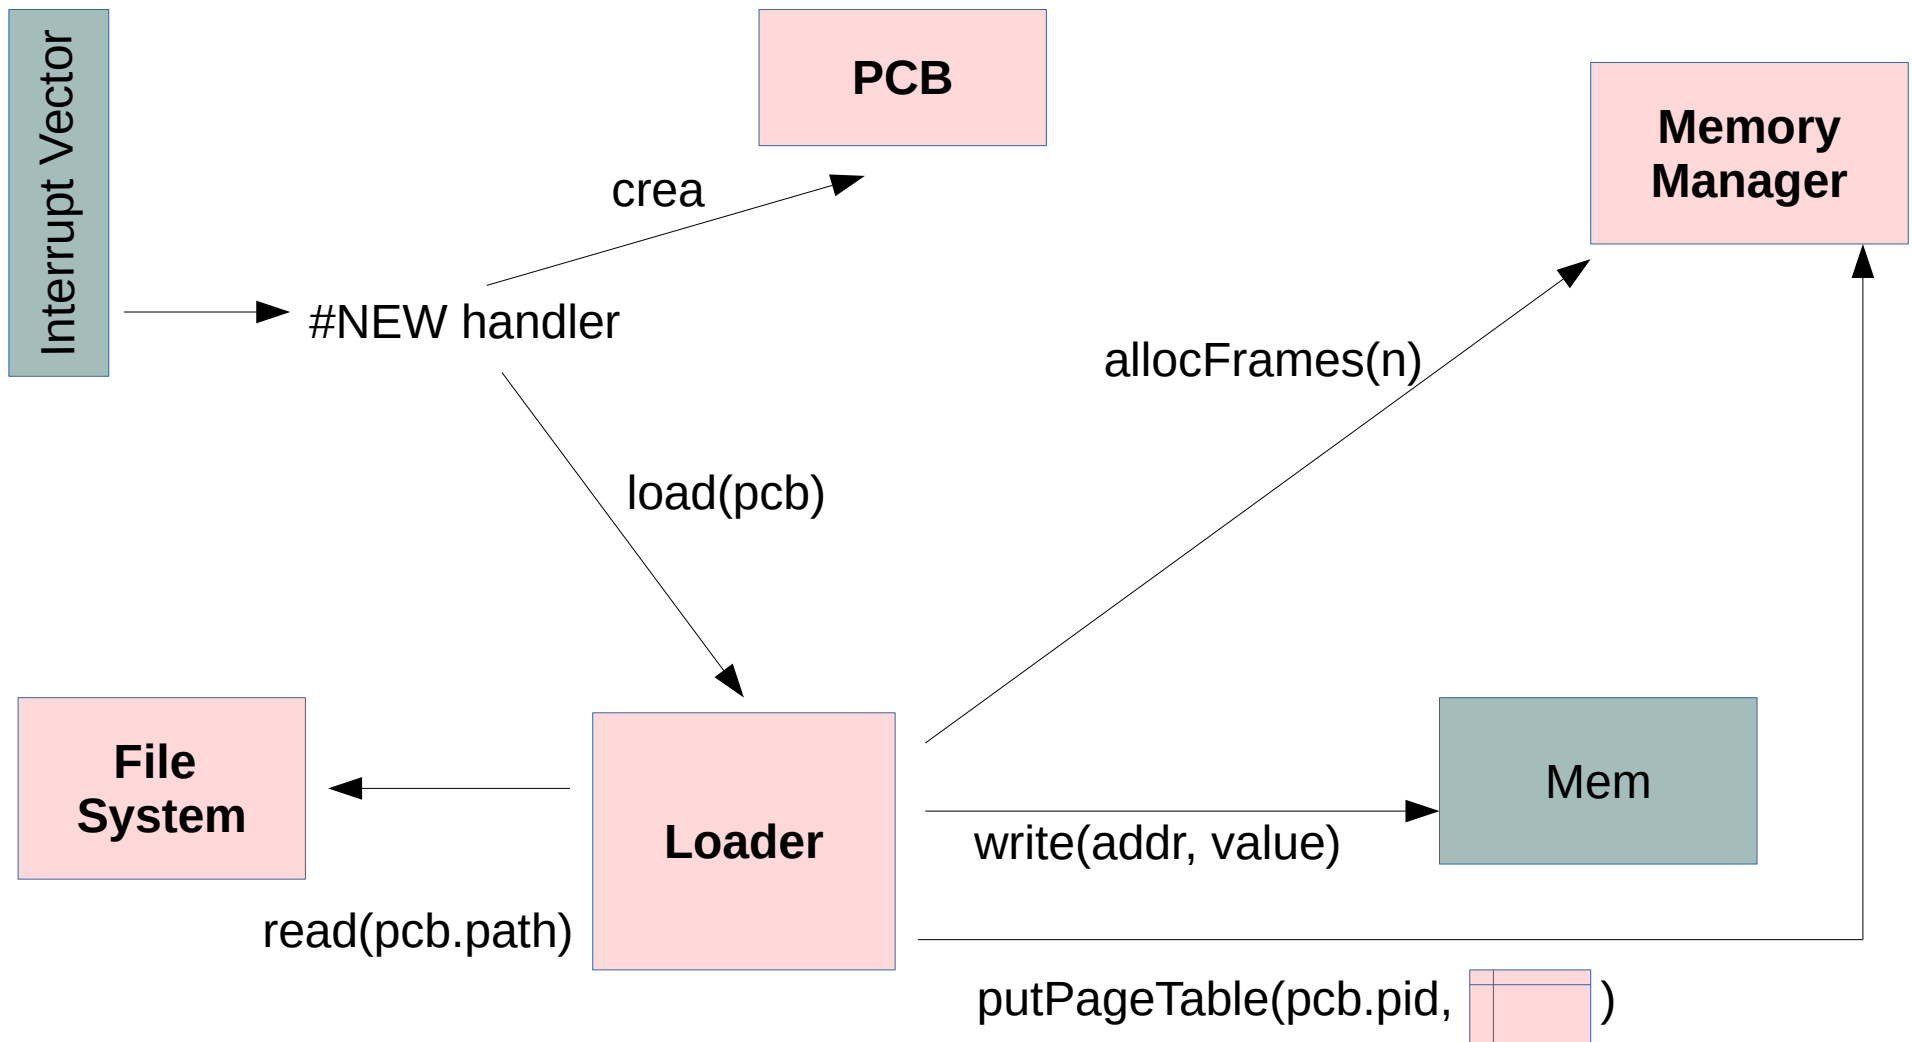 Interrupt Vector
PCB
Memory
Manager
crea
#NEW handler
allocFrames(n)
load(pcb)
File
System
Loader
Mem
write(addr, value)
read(pcb.path)
putPageTable(pcb.pid, )